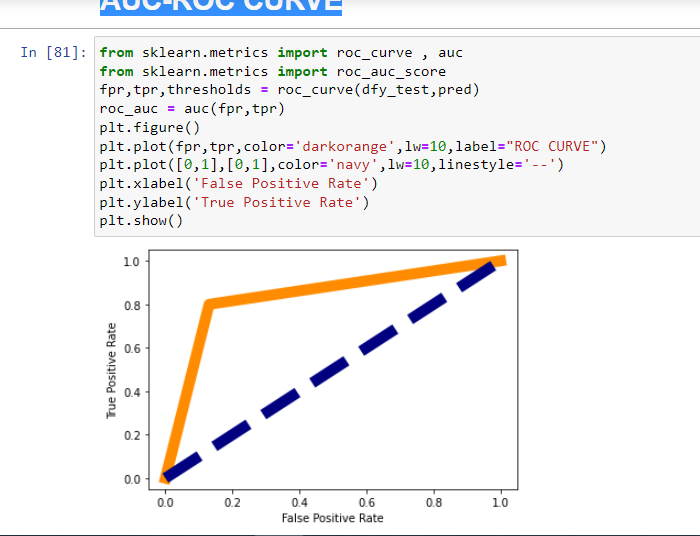 AUC-ROC CURVE
In [81]:
from sklearn.metrics import roc_curve , auc
from sklearn.metrics import roc_auc_score
fpr,tpr,thresholds = roc_curve(dfy_test,pred)
roc_auc = auc(fpr,tpr)
plt.figure()
plt.plot(fpr,tpr,color='darkorange',lw=10,label="ROC CURVE")
plt.plot([0,1],[0,1],color='navy',lw=10,linestyle='--')
plt.xlabel('False Positive Rate')
plt.ylabel('True Positive Rate')
plt.show()
True Positive Rate
1.0
0.8
0.6
0.4
0.2
0.0
0.0 0.2 0.4 0.6 0.8 1.0
False Positive Rate